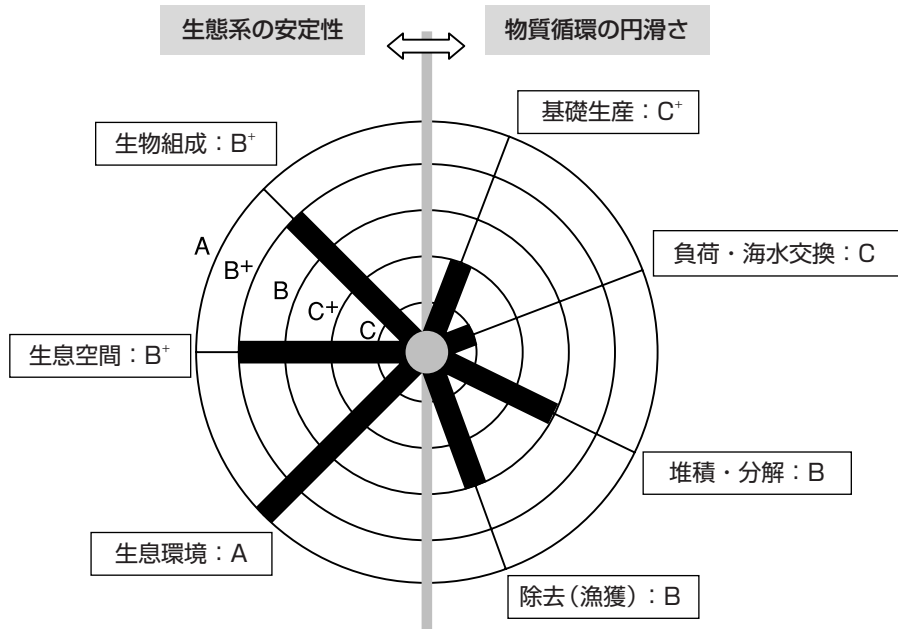 生態系の安定性
物質循環の円滑さ
基礎生産：C⁺
生物組成：B⁺
負荷・海水交換：C
A
B+
B
C+
C
生息空間：B⁺
堆積・分解：B
生息環境：A
除去（漁獲）：B